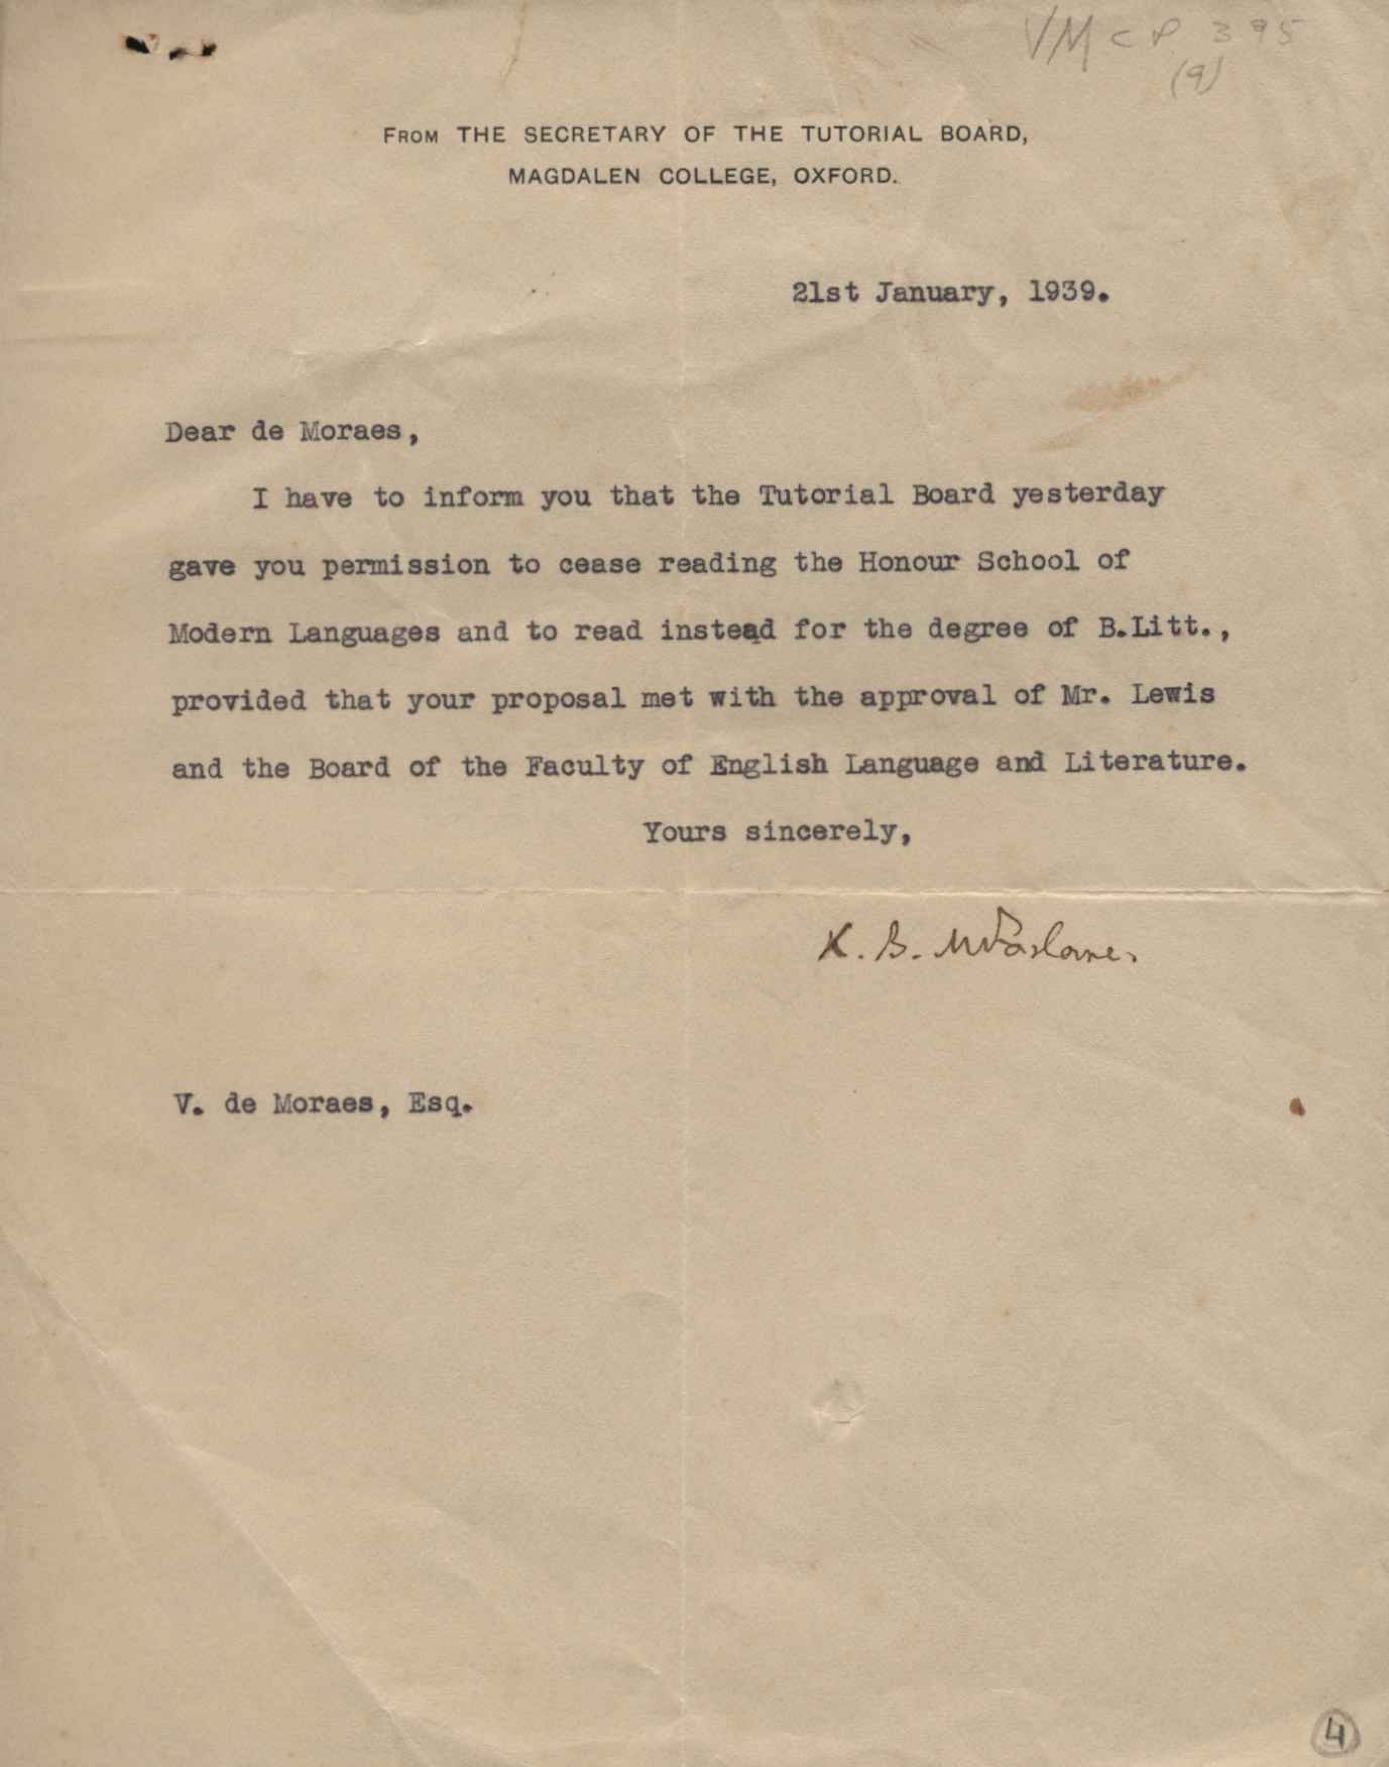 VMCP 395
(9)
FROM THE SECRETARY OF THE TUTORIAL BOARD,
MAGDALEN COLLEGE, OXFORD.
21st January, 1939.
Dear de Moraes,
I have to inform you that the Tutorial Board yesterday
gave you permission to cease reading the Honour School of
Modern Languages and to read instead for the degree of B.Litt.,
provided that your proposal met with the approval of Mr. Lewis
and the Board of the Faculty of English Language and Literature.
Yours sincerely,
K. B. McFarlane.
V. de Moraes, Esq.
4